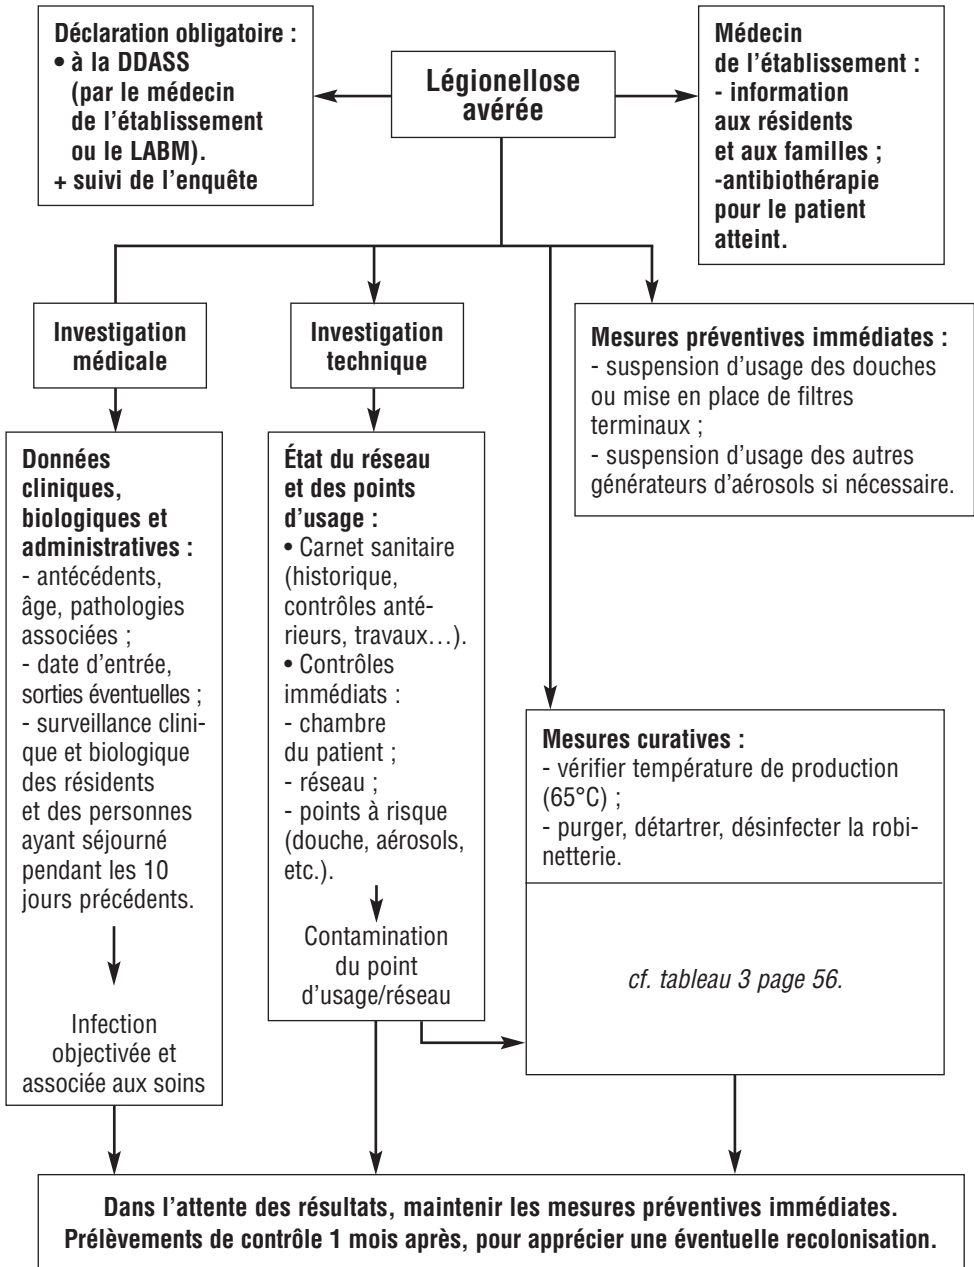 Déclaration obligatoire :
• à la DDASS
(par le médecin
de l'établissement
ou le LABM).
+ suivi de l'enquête
Légionellose
avérée
Médecin
de l'établissement :
- information
aux résidents
et aux familles ;
-antibiothérapie
pour le patient
atteint.
Investigation
médicale
Investigation
technique
Mesures préventives immédiates :
- suspension d'usage des douches
ou mise en place de filtres
terminaux ;
- suspension d'usage des autres
générateurs d'aérosols si nécessaire.
Données
cliniques,
biologiques et
administratives :
- antécédents,
âge, pathologies
associées ;
- date d'entrée,
sorties éventuelles ;
- surveillance clini-
que et biologique
des résidents
et des personnes
ayant séjourné
pendant les 10
jours précédents.
Infection
objectivée et
associée aux soins
État du réseau
et des points
d'usage :
• Carnet sanitaire
(historique,
contrôles anté-
rieurs, travaux…).
• Contrôles
immédiats :
- chambre
du patient ;
- réseau ;
- points à risque
(douche, aérosols,
etc.).
Contamination
du point
d'usage/réseau
Mesures curatives :
- vérifier température de production
(65°C) ;
- purger, détartrer, désinfecter la robi-
netterie.
cf. tableau 3 page 56.
Dans l'attente des résultats, maintenir les mesures préventives immédiates.
Prélèvements de contrôle 1 mois après, pour apprécier une éventuelle recolonisation.